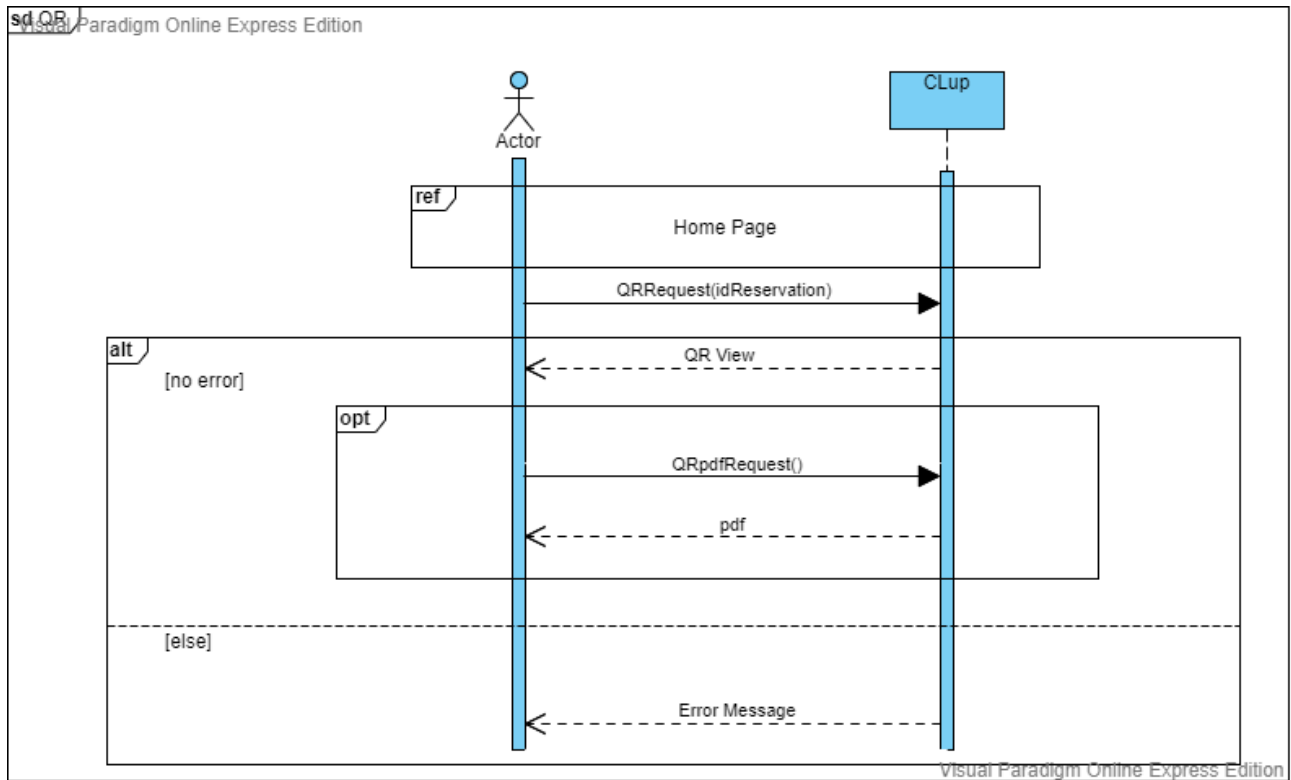 sd QR
Visual Paradigm Online Express Edition
CLup
Actor
ref
Home Page
QRRequest(idReservation)
alt
QR View
[no error]
opt
QRpdfRequest()
pdf
[else]
Error Message
Visual Paradigm Online Express Edition